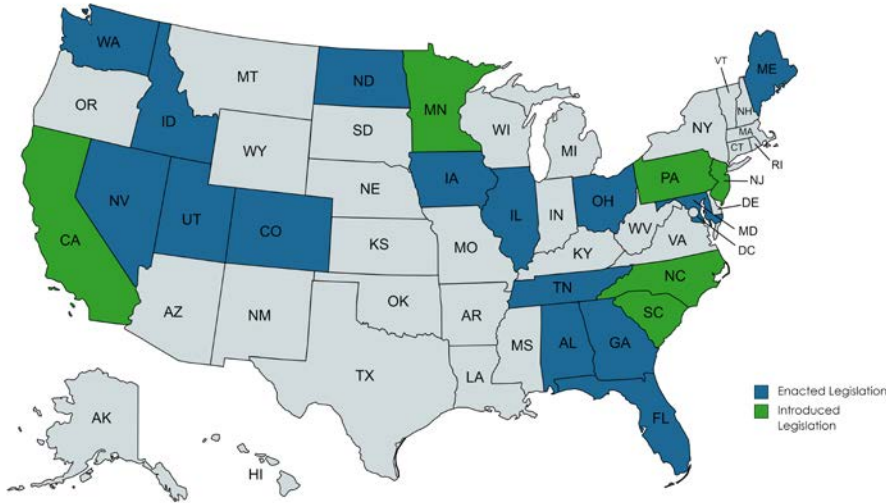 WA
MT
ND
MN
ME
VT
OR
ID
SD
WI
NH
NY
MA
CT
RI
WY
MI
IA
PA
NJ
NE
NV
UT
CO
IL
IN
OH
DE
MD
DC
CA
KS
MO
WV
VA
KY
AZ
NM
OK
AR
TN
NC
SC
MS
AL
GA
TX
LA
FL
AK
HI
Enacted Legislation
Introduced
Legislation